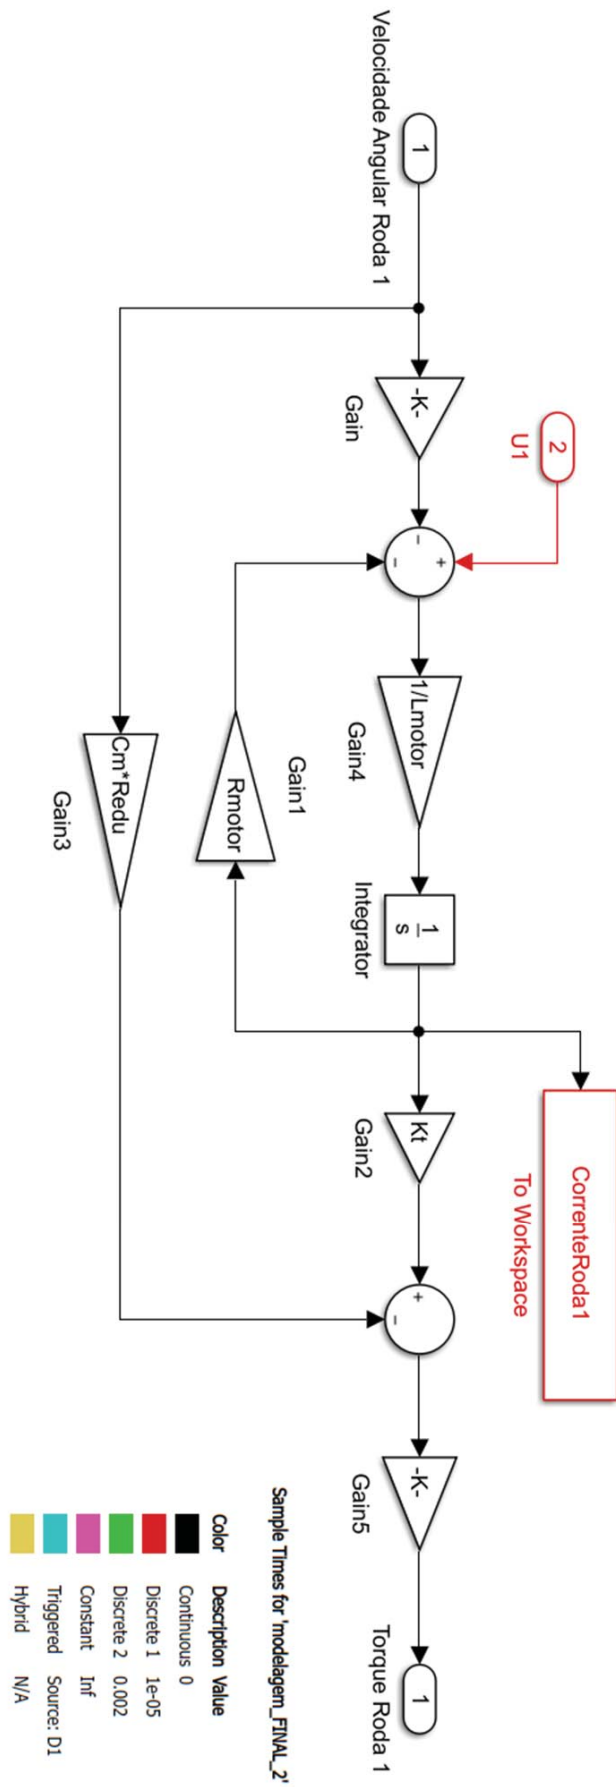 CorrenteRoda1
To Workspace
2
U1
1
Velocidade Angular Roda 1
-K-
Gain
+
-
-
1/Lmotor
Gain4
1
s
Integrator
Kt
Gain2
+
-
-K-
Gain5
1
Torque Roda 1
Gain1
Rmotor
Cm*Redu
Gain3
Sample Times for 'modelagem_FINAL_2'
Color Description Value
Continuous 0
Discrete 1 1e-05
Discrete 2 0.002
Constant Inf
Triggered Source: D1
Hybrid N/A